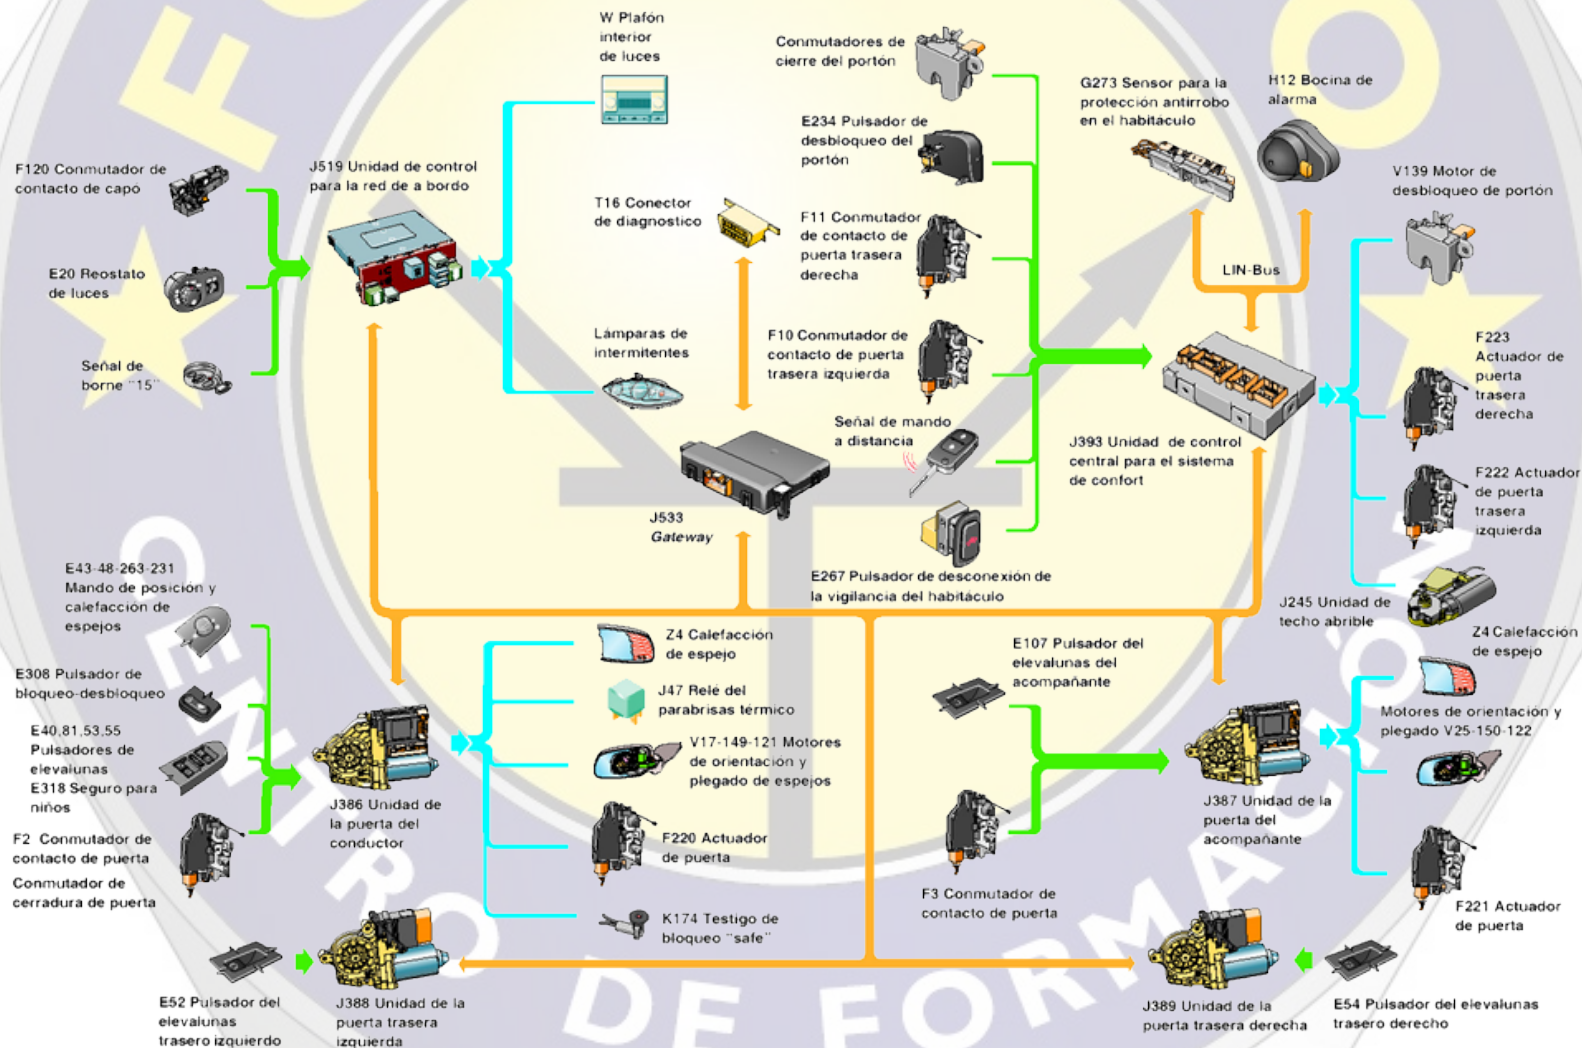 W Plafón
interior
de luces
Conmutadores de
cierre del portón
G273 Sensor para la
protección antirrobo
en el habitáculo
H12 Bocina de
alarma
F120 Conmutador de
contacto de capó
J519 Unidad de control
para la red de a bordo
E234 Pulsador de
desbloqueo del
portón
V139 Motor de
desbloqueo de portón
T16 Conector
de diagnostico
F11 Conmutador
de contacto de
puerta trasera
derecha
E20 Reostato
de luces
LIN-Bus
Señal de
borne "15"
Lámparas de
intermitentes
F10 Conmutador de
contacto de puerta
trasera izquierda
F223
Actuador de
puerta
trasera
derecha
Señal de mando
a distancia
J393 Unidad de control
central para el sistema
de confort
F222 Actuador
de puerta
trasera
izquierda
J533
Gateway
E267 Pulsador de desconexión de
la vigilancia del habitáculo
J245 Unidad de
techo abrible
E43-48-263-231
Mando de posición y
calefacción de
espejos
Z4 Calefacción
de espejo
E107 Pulsador del
elevalunas del
acompañante
Z4 Calefacción
de espejo
E308 Pulsador de
bloqueo-desbloqueo
J47 Relé del
parabrisas térmico
Motores de orientación y
plegado V25-150-122
E40,81,53,55
Pulsadores de
elevalunas
E318 Seguro para
niños
V17-149-121 Motores
de orientación y
plegado de espejos
J386 Unidad de
la puerta del
conductor
J387 Unidad de la
puerta del
acompañante
F2 Conmutador de
contacto de puerta
Conmutador de
cerradura de puerta
F220 Actuador
de puerta
F3 Conmutador de
contacto de puerta
F221 Actuador
de puerta
K174 Testigo de
bloqueo "safe"
E52 Pulsador del
elevalunas
trasero izquierdo
J388 Unidad de la
puerta trasera
izquierda
J389 Unidad de la
puerta trasera derecha
E54 Pulsador del elevalunas
trasero derecho
CENTRO DE FORMACIÓN